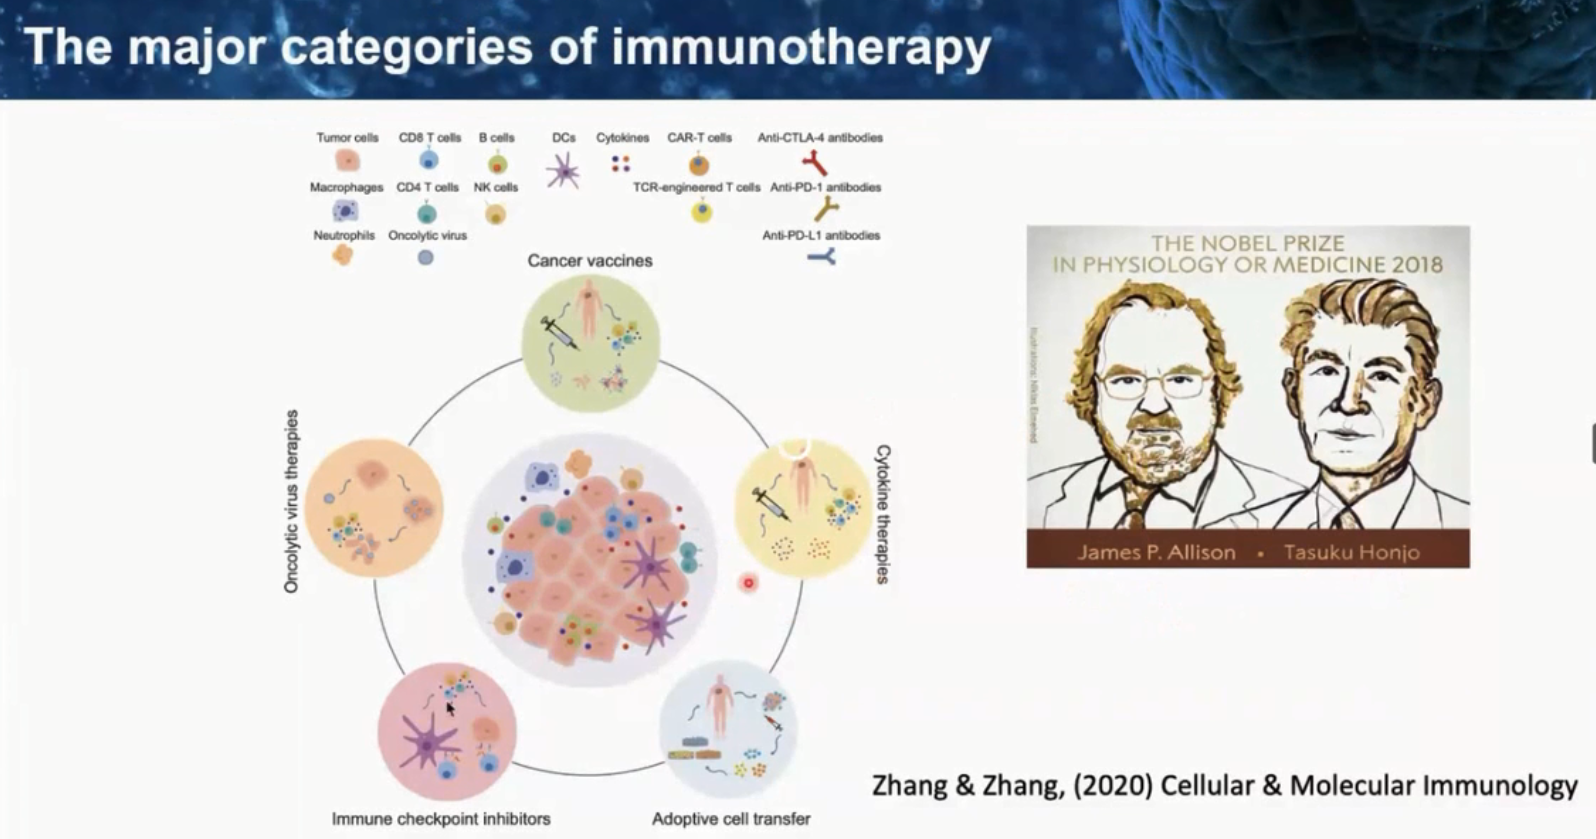 The major categories of immunotherapy
Tumor cells CD8 T cells B cells DCs Cytokines CAR-T cells Anti-CTLA-4 antibodies
Macrophages CD4 T cells NK cells TCR-engineered T cells Anti-PD-1 antibodies
Neutrophils Oncolytic virus Anti-PD-L1 antibodies
Cancer vaccines
Oncolytic virus therapies
Cytokine therapies
Immune checkpoint inhibitors
Adoptive cell transfer
THE NOBEL PRIZE
IN PHYSIOLOGY OR MEDICINE 2018
Illustrations: Niklas Elmehed
James P. Allison • Tasuku Honjo
Zhang & Zhang, (2020) Cellular & Molecular Immunology